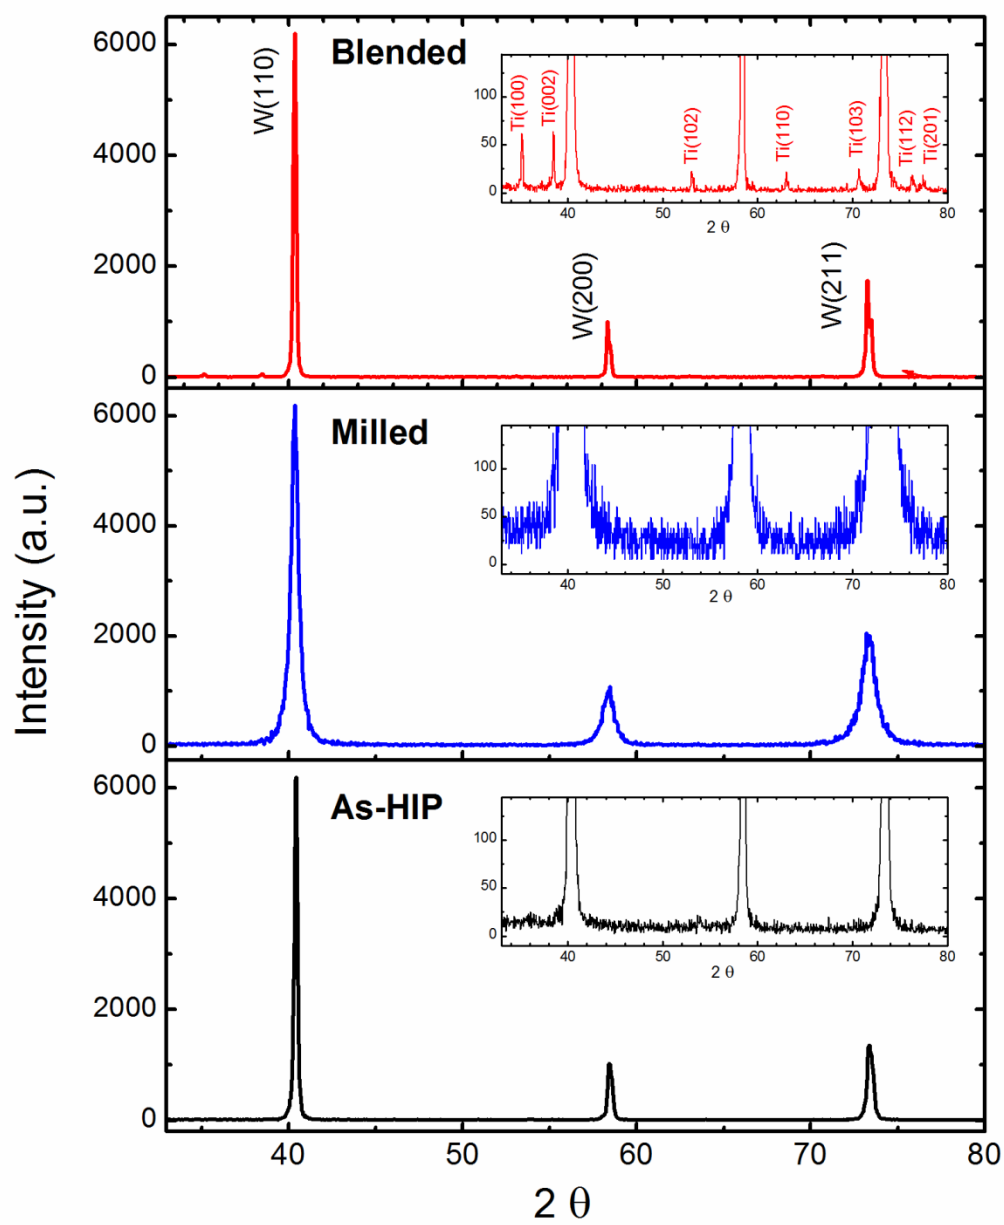 Intensity (a.u.)
Blended
6000
4000
2000
0
W(110)
W(200)
W(211)
100
50
0
Ti(100)
Ti(002)
Ti(102)
Ti(110)
Ti(103)
Ti(112)
Ti(201)
40 50 60 70 80
2 θ
Milled
6000
4000
2000
0
100
50
0
40 50 60 70 80
2 θ
As-HIP
6000
4000
2000
0
100
50
0
40 50 60 70 80
2 θ
40 50 60 70 80
2 θ